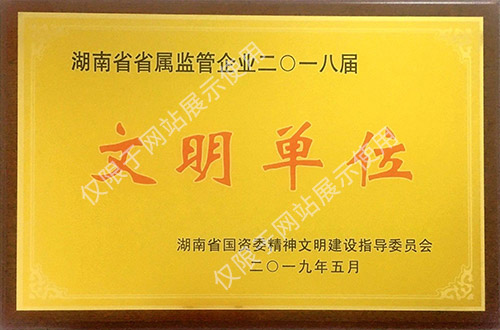 湖南省省属监管企业二〇一八届
文明单位
湖南省国资委精神文明建设指导委员会
二〇一九年五月
仅限于网站展示使用
仅限于网站展示使用